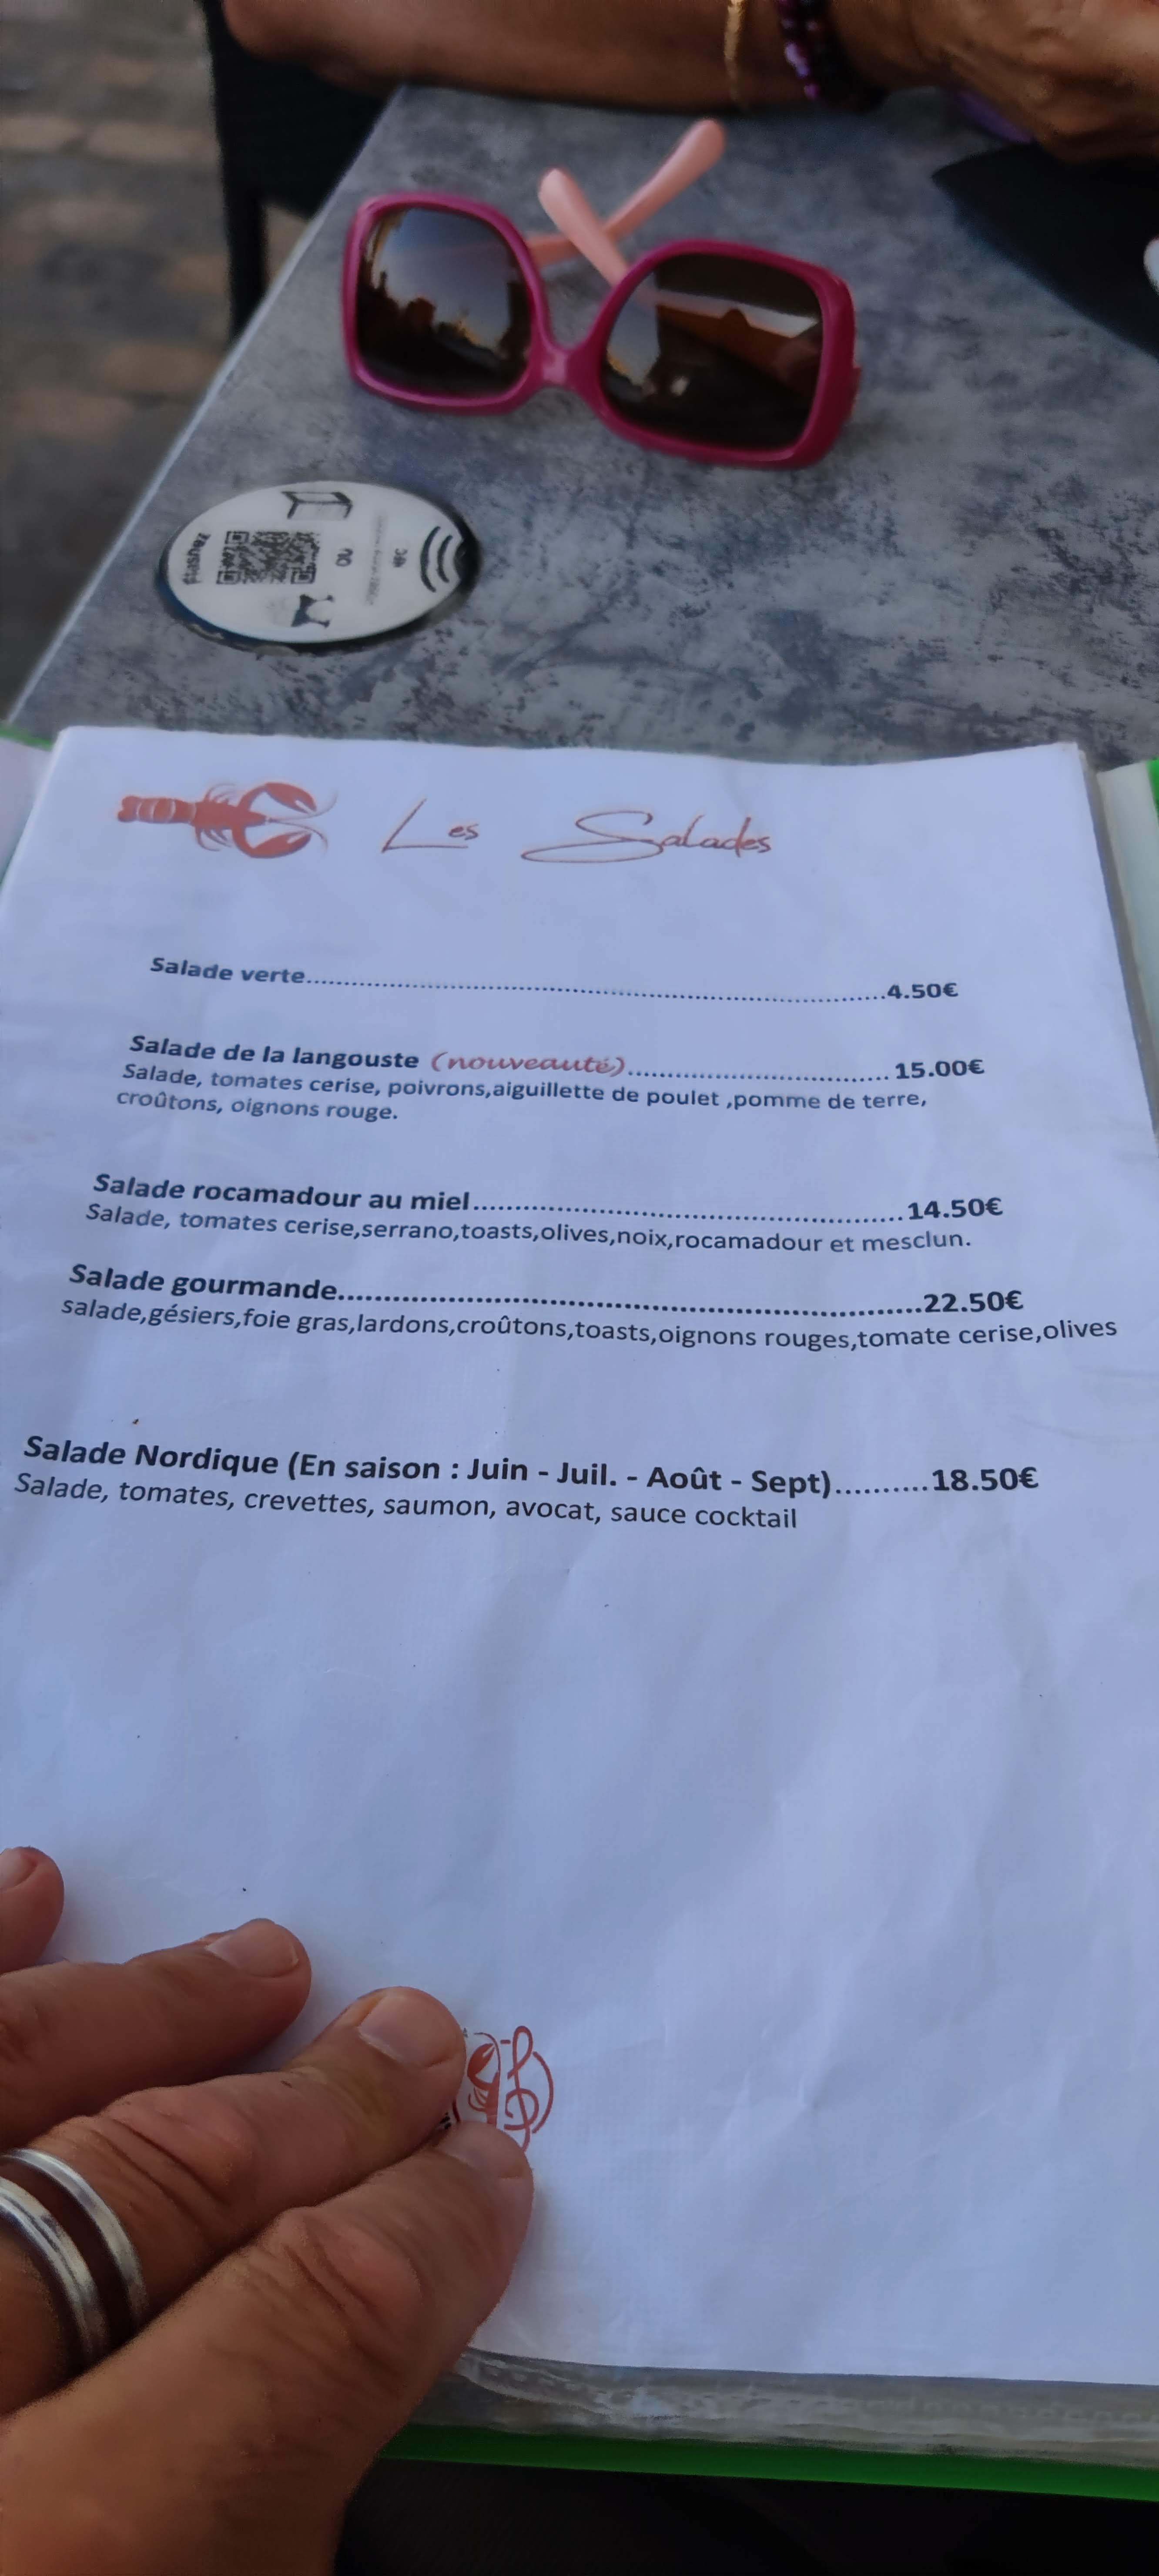 Les Salades
Salade verte..........4.50€
Salade de la langouste (nouveauté)..........15.00€
Salade, tomates cerise, poivrons,aiguillette de poulet ,pomme de terre,
croûtons, oignons rouge.
Salade rocamadour au miel..........14.50€
Salade, tomates cerise,serrano,toasts,olives,noix,rocamadour et mesclun.
Salade gourmande..........22.50€
salade,gésiers,foie gras,lardons,croûtons,toasts,oignons rouges,tomate cerise,olives
Salade Nordique (En saison : Juin - Juil. - Août - Sept)..........18.50€
Salade, tomates, crevettes, saumon, avocat, sauce cocktail